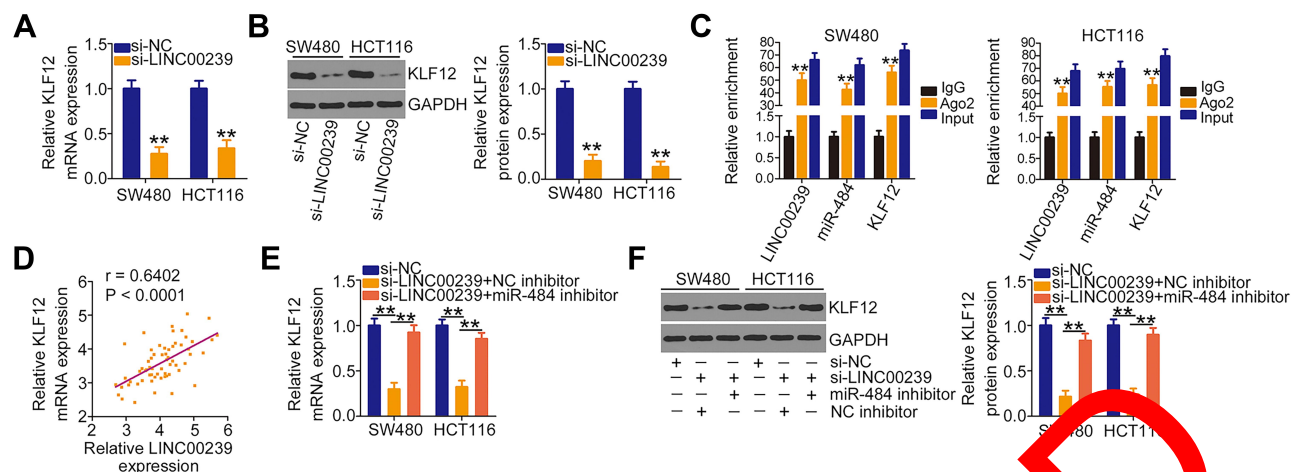 A
Relative KLF12
mRNA expression
1.5
1.0
0.5
0.0
si-NC
si-LINC00239
**
**
SW480 HCT116
B
SW480 HCT116
KLF12
GAPDH
si-NC
si-LINC00239
si-NC
si-LINC00239
Relative KLF12
protein expression
1.5
1.0
0.5
0.0
si-NC
si-LINC00239
**
**
SW480 HCT116
C
SW480
Relative enrichment
80
70
60
50
40
30
1.5
1.0
0.5
0.0
**
**
**
IgG
Ago2
Input
LINC00239
miR-484
KLF12
HCT116
Relative enrichment
90
80
70
60
50
40
1.5
1.0
0.5
0.0
**
**
**
IgG
Ago2
Input
LINC00239
miR-484
KLF12
D
r = 0.6402
P < 0.0001
Relative KLF12
mRNA expression
6
5
4
3
2
2 3 4 5 6
Relative LINC00239
expression
E
si-NC
si-LINC00239+NC inhibitor
si-LINC00239+miR-484 inhibitor
Relative KLF12
mRNA expression
1.5
1.0
0.5
0.0
** **
** **
SW480 HCT116
F
SW480 HCT116
KLF12
GAPDH
+ − − + − − si-NC
− + + − + + si-LINC00239
− − + − − + miR-484 inhibitor
− + − − + − NC inhibitor
si-NC
si-LINC00239+NC inhibitor
si-LINC00239+miR-484 inhibitor
Relative KLF12
protein expression
1.5
1.0
0.5
0.0
** **
** **